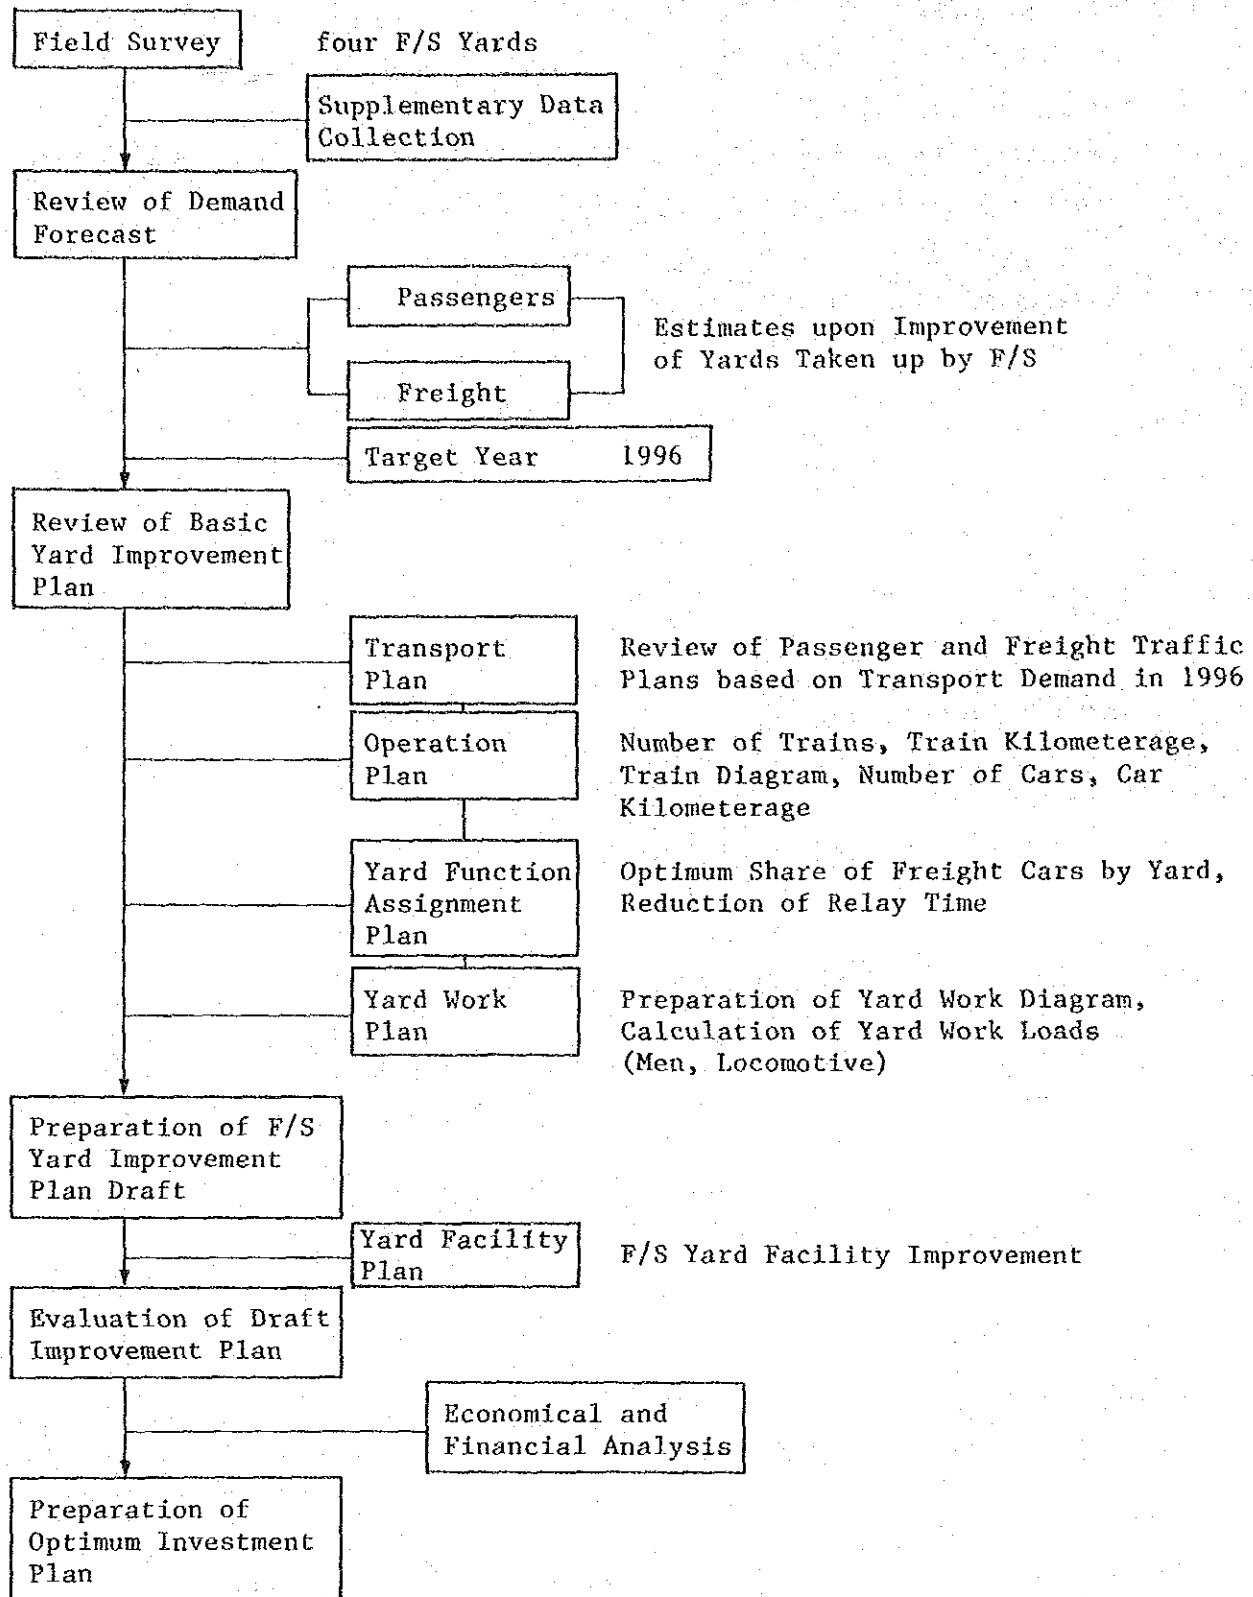 Field Survey
four F/S Yards
Supplementary Data
Collection
Review of Demand
Forecast
Passengers
Freight
Estimates upon Improvement
of Yards Taken up by F/S
Target Year 1996
Review of Basic
Yard Improvement
Plan
Transport
Plan
Review of Passenger and Freight Traffic
Plans based on Transport Demand in 1996
Operation
Plan
Number of Trains, Train Kilometerage,
Train Diagram, Number of Cars, Car
Kilometerage
Yard Function
Assignment
Plan
Optimum Share of Freight Cars by Yard,
Reduction of Relay Time
Yard Work
Plan
Preparation of Yard Work Diagram,
Calculation of Yard Work Loads
(Men, Locomotive)
Preparation of F/S
Yard Improvement
Plan Draft
Yard Facility
Plan
F/S Yard Facility Improvement
Evaluation of Draft
Improvement Plan
Economical and
Financial Analysis
Preparation of
Optimum Investment
Plan